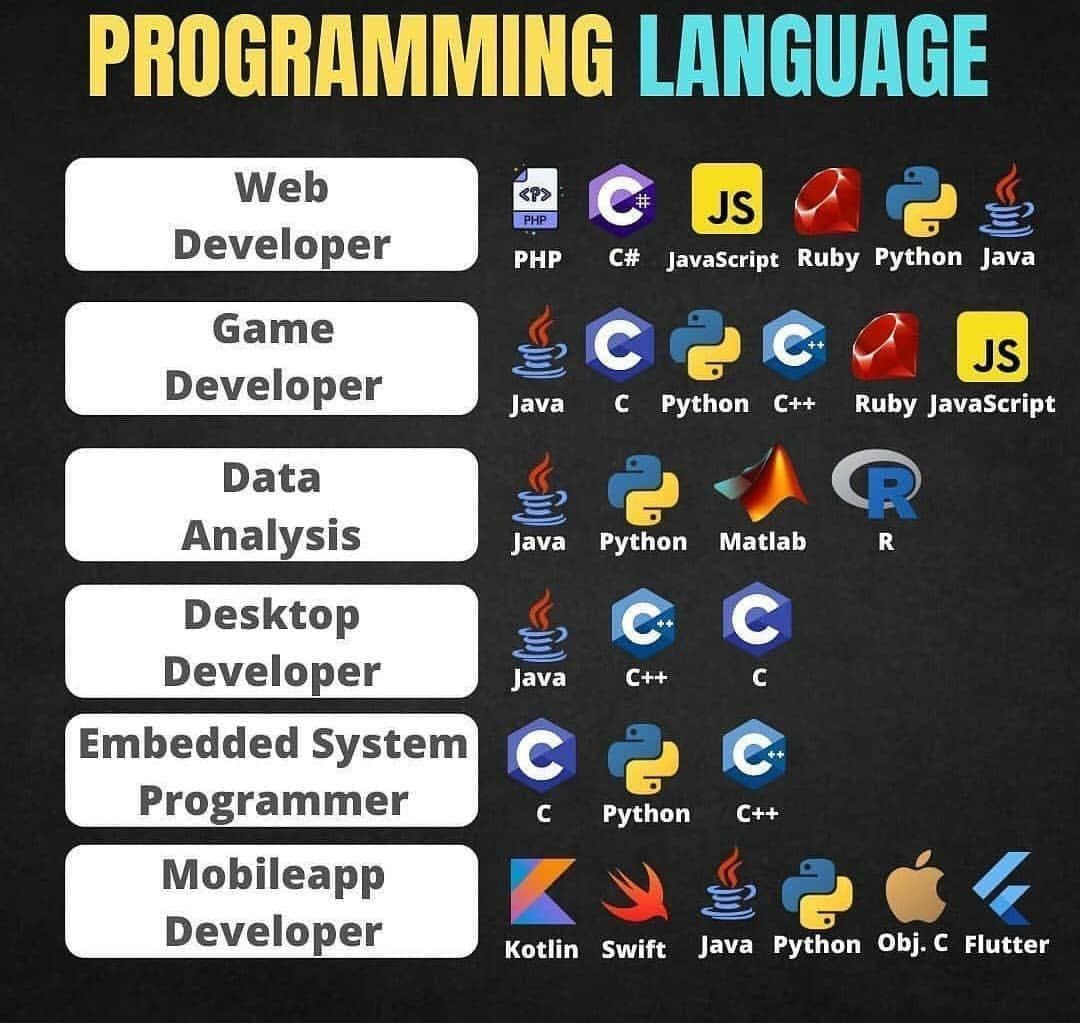 PROGRAMMING LANGUAGE
Web
Developer
<?>
PHP
C#
JS
PHP C# JavaScript Ruby Python Java
Game
Developer
C
C++
JS
Java C Python C++ Ruby JavaScript
Data
Analysis
R
Java Python Matlab R
Desktop
Developer
C++
C
Java C++ C
Embedded System
Programmer
C
C++
C Python C++
Mobileapp
Developer
Kotlin Swift Java Python Obj. C Flutter